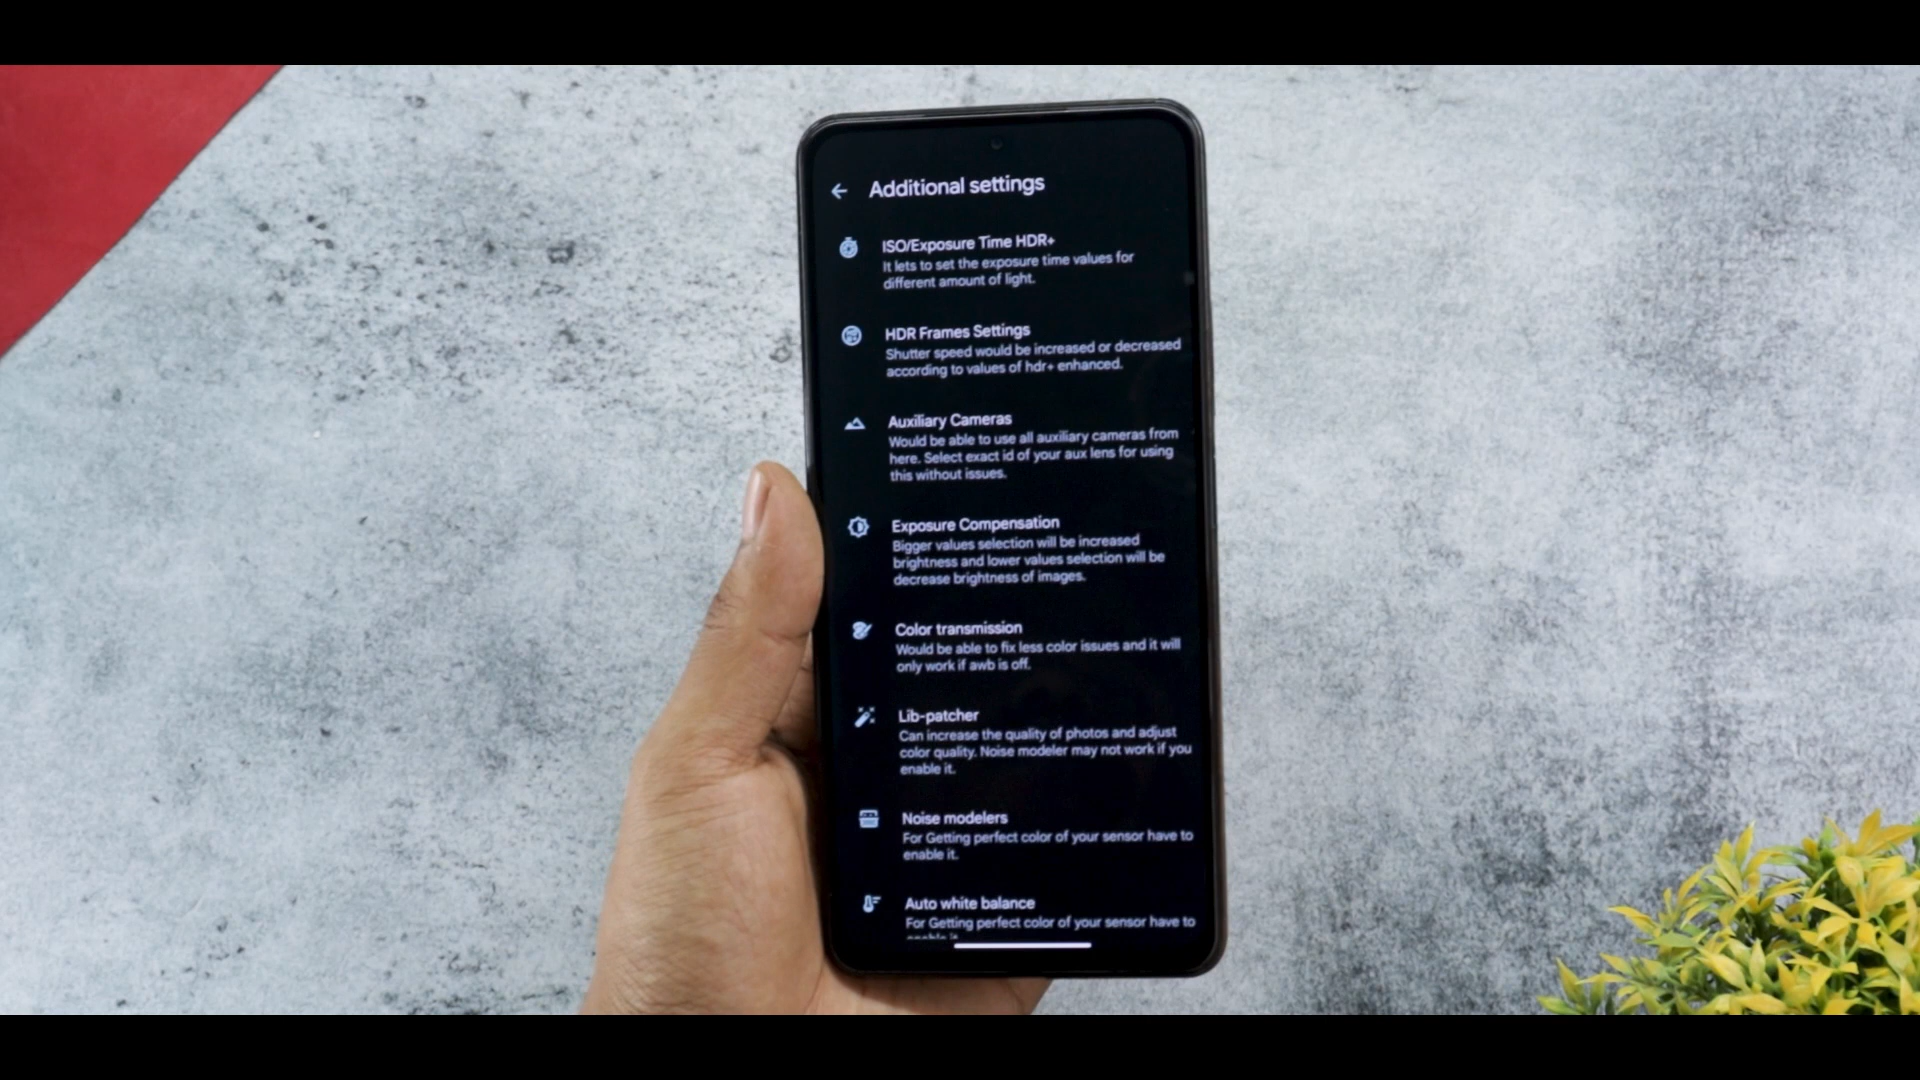 Additional settings
ISO/Exposure Time HDR+
It lets to set the exposure time values for
different amount of light.
HDR Frames Settings
Shutter speed would be increased or decreased
according to values of hdr+ enhanced.
Auxiliary Cameras
Would be able to use all auxiliary cameras from
here. Select exact id of your aux lens for using
this without issues.
Exposure Compensation
Bigger values selection will be increased
brightness and lower values selection will be
decrease brightness of images.
Color transmission
Would be able to fix less color issues and it will
only work if awb is off.
Lib-patcher
Can increase the quality of photos and adjust
color quality. Noise modeler may not work if you
enable it.
Noise modelers
For Getting perfect color of your sensor have to
enable it.
Auto white balance
For Getting perfect color of your sensor have to